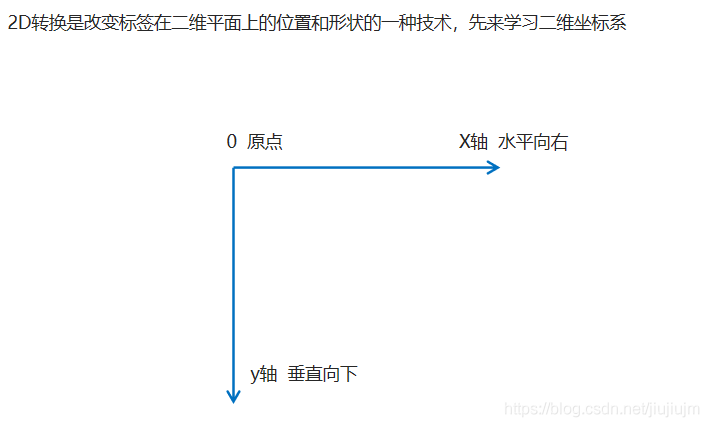 2D转换是改变标签在二维平面上的位置和形状的一种技术，先来学习二维坐标系
0 原点
X轴 水平向右
y轴 垂直向下
https://blog.csdn.net/jiujiujm